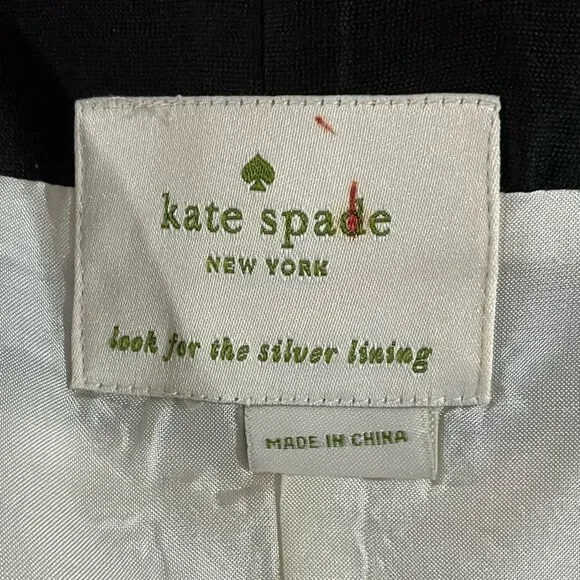 kate spade
NEW YORK
look for the silver lining
MADE IN CHINA